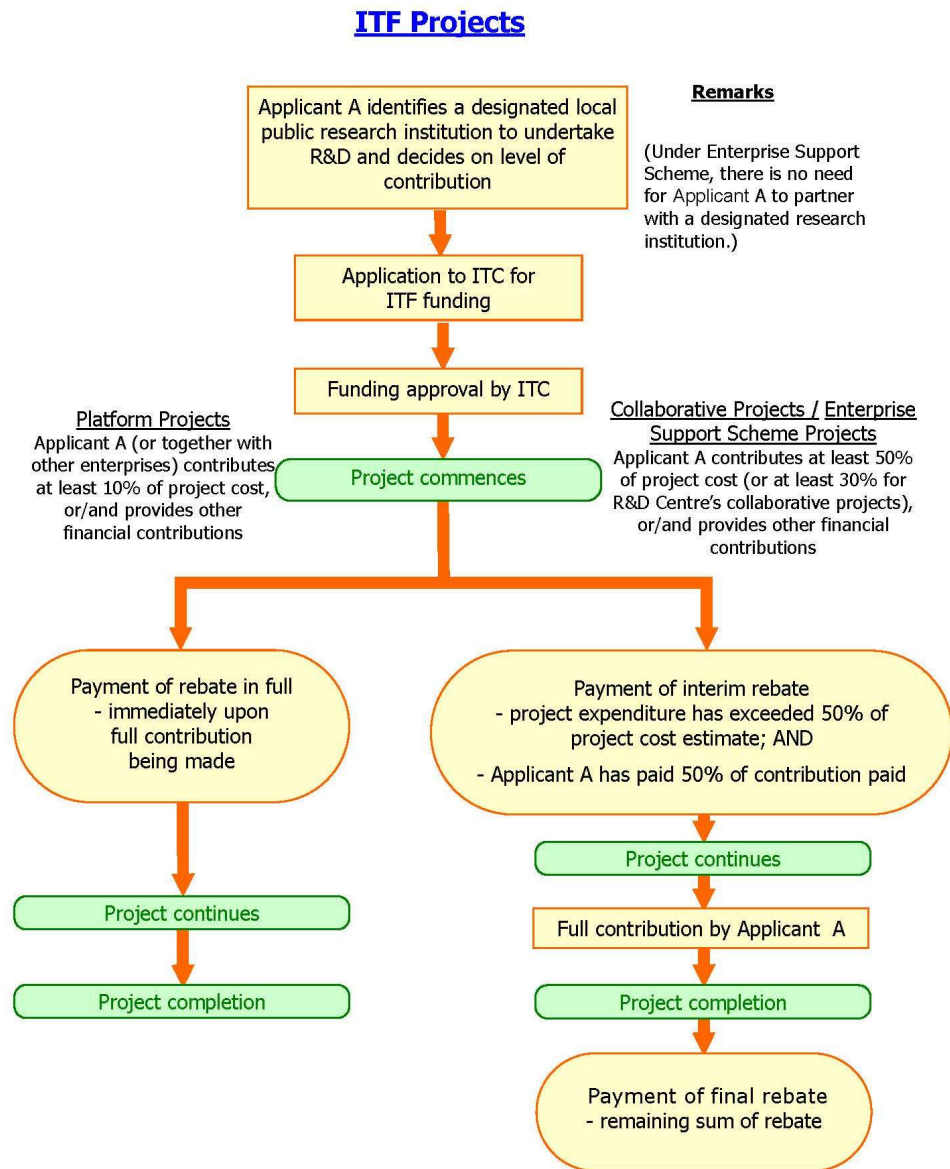 ITF Projects
Applicant A identifies a designated local
public research institution to undertake
R&D and decides on level of
contribution
Remarks
(Under Enterprise Support
Scheme, there is no need
for Applicant A to partner
with a designated research
institution.)
Application to ITC for
ITF funding
Funding approval by ITC
Platform Projects
Applicant A (or together with
other enterprises) contributes
at least 10% of project cost,
or/and provides other
financial contributions
Project commences
Collaborative Projects / Enterprise
Support Scheme Projects
Applicant A contributes at least 50%
of project cost (or at least 30% for
R&D Centre's collaborative projects),
or/and provides other financial
contributions
Payment of rebate in full
- immediately upon
full contribution
being made
Project continues
Project completion
Payment of interim rebate
- project expenditure has exceeded 50% of
project cost estimate; AND
- Applicant A has paid 50% of contribution paid
Project continues
Full contribution by Applicant A
Project completion
Payment of final rebate
- remaining sum of rebate